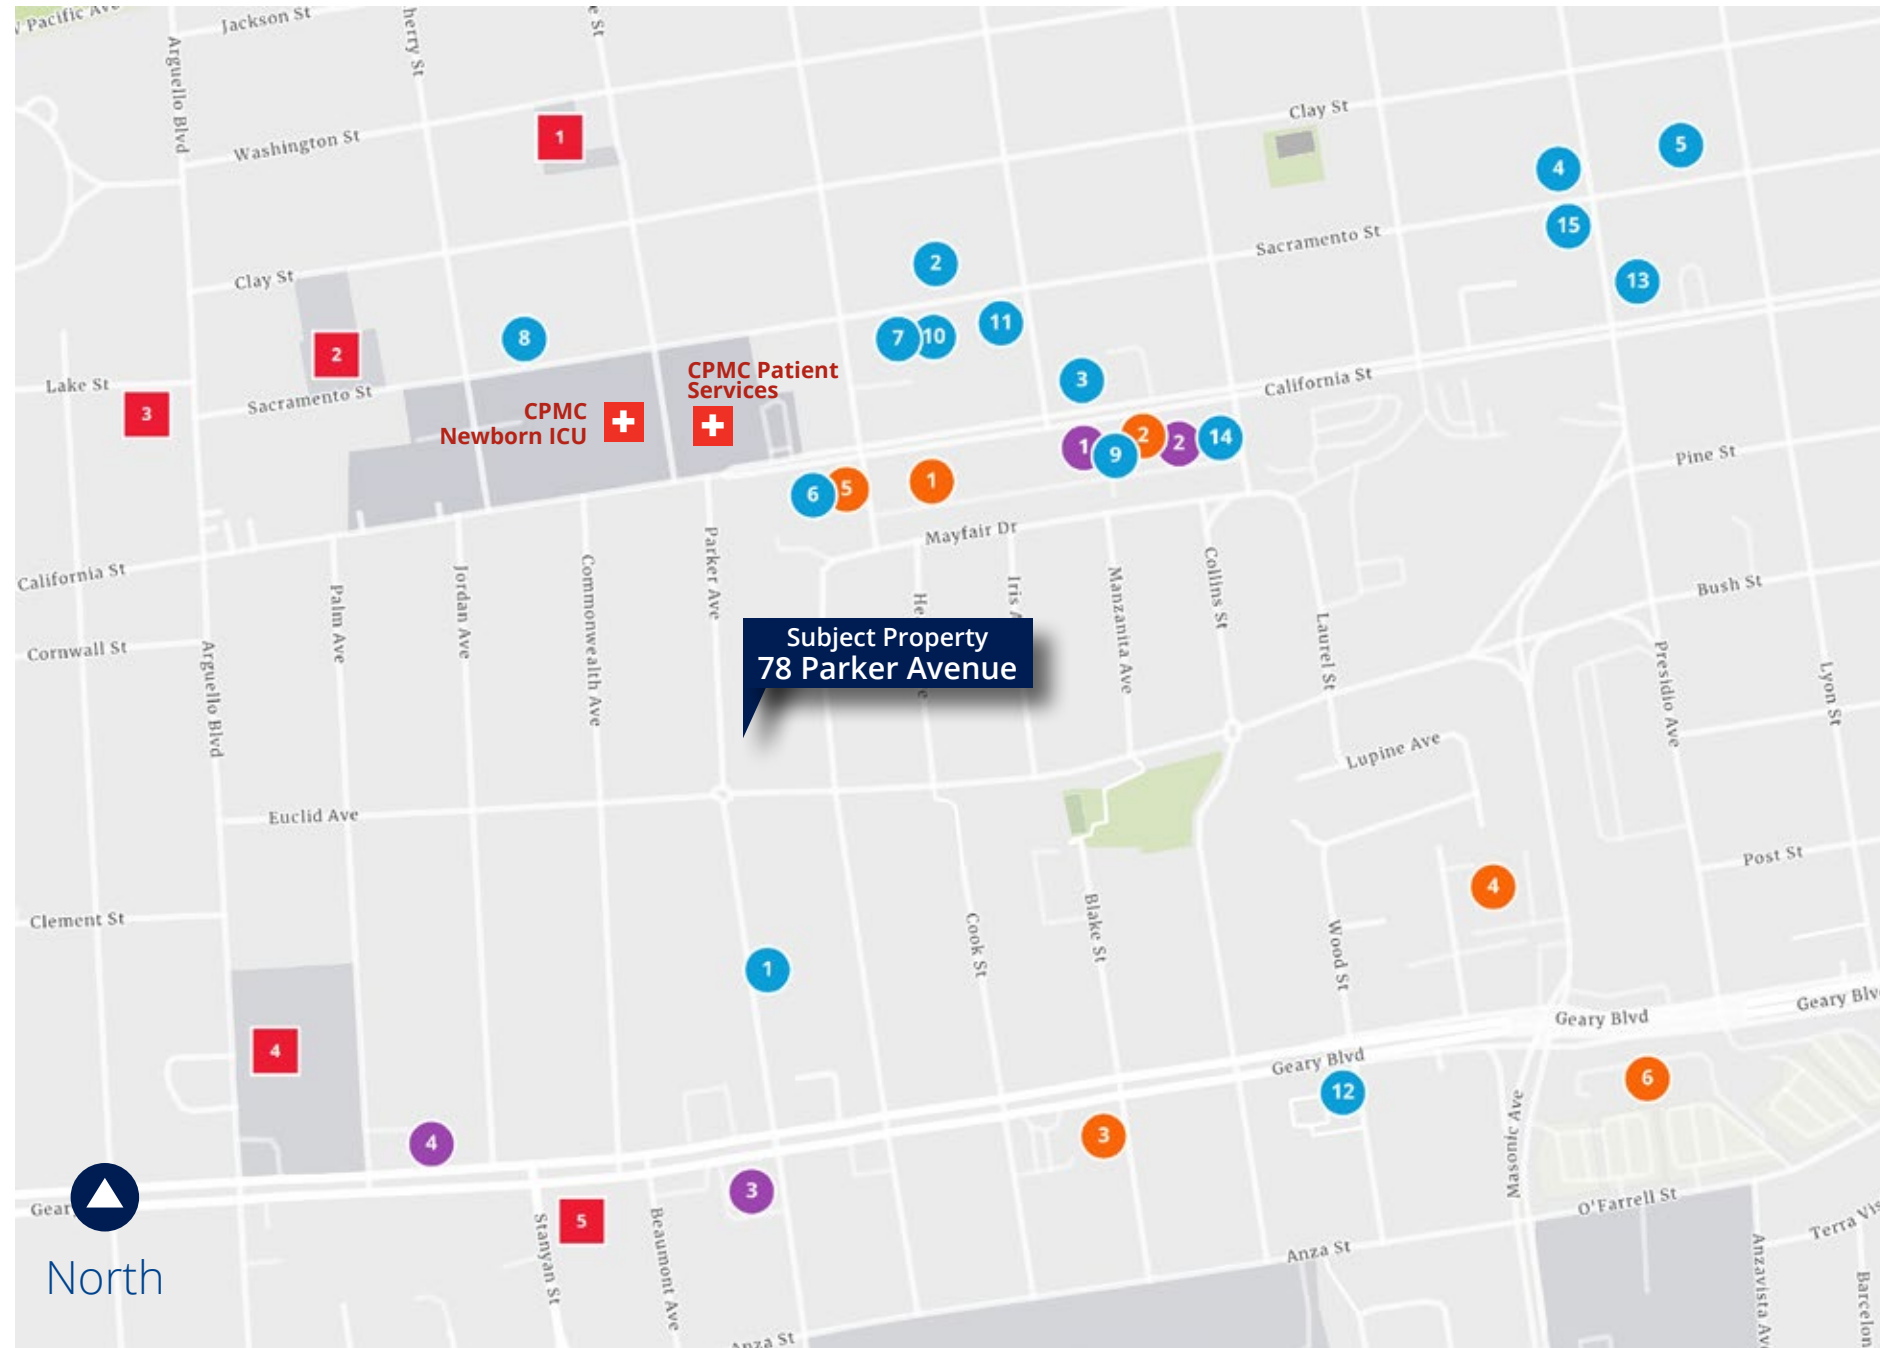 Jackson St
Arguello Blvd
Washington St
1
Clay St
4
5
15
Clay St
2
Sacramento St
13
8
7
10
11
2
Lake St
3
Sacramento St
CPMC Patient
Services
CPMC
Newborn ICU
3
California St
1
9
2
2
14
6
5
1
Pine St
Mayfair Dr
California St
Palm Ave
Jordan Ave
Commonwealth Ave
Parker Ave
Manzanita Ave
Collins St
Laurel St
Bush St
Cornwall St
Arguello Blvd
Subject Property
78 Parker Avenue
Presidio Ave
Lyon St
Lupine Ave
Euclid Ave
Post St
4
Clement St
Cook St
Blake St
Wood St
1
Geary Blvd
Geary Blvd
4
12
6
Masonic Ave
3
4
3
5
O'Farrell St
North
Stanyan St
Beaumont Ave
Anza St
Anza St